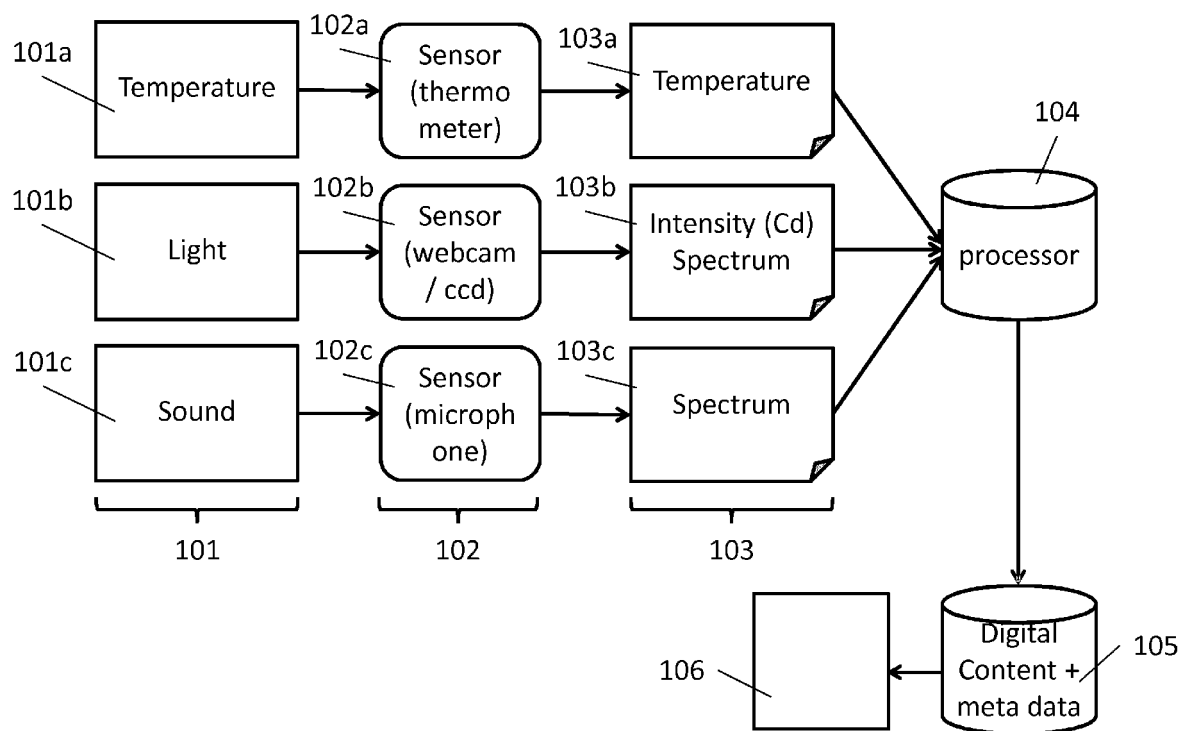 101a
Temperature
102a
Sensor
(thermo
meter)
103a
Temperature
104
processor
101b
Light
102b
Sensor
(webcam
/ ccd)
103b
Intensity (Cd)
Spectrum
101c
Sound
102c
Sensor
(microph
one)
103c
Spectrum
101
102
103
106
Digital
Content +
meta data
105